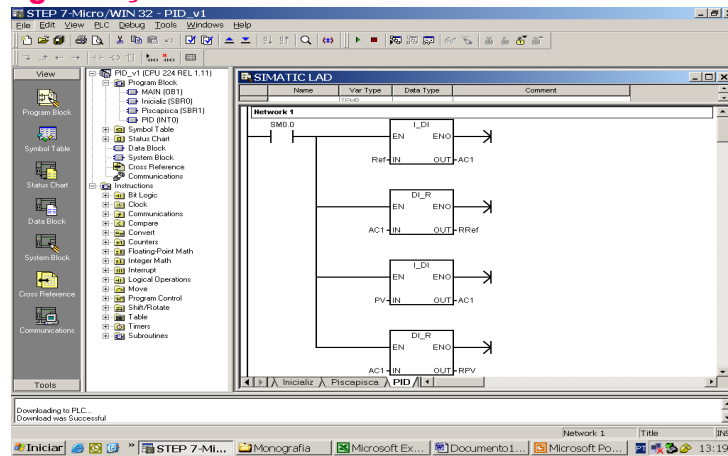 STEP 7-Micro/WIN 32 - PID_v1
File Edit View PLC Debug Tools Windows Help
View
Program Block
Symbol Table
Status Chart
Data Block
System Block
Cross Reference
Communications
Tools
PID_v1 (CPU 224 REL 1.11)
Program Block
MAIN (OB1)
Inicializ (SBR0)
Piscapisca (SBR1)
PID (INT0)
Symbol Table
Status Chart
Data Block
System Block
Cross Reference
Communications
Instructions
Bit Logic
Clock
Communications
Compare
Convert
Counters
Floating-Point Math
Integer Math
Interrupt
Logical Operations
Move
Program Control
Shift/Rotate
Table
Timers
Subroutines
SIMATIC LAD
Name Var Type Data Type Comment
TEMP
Network 1
SM0.0
I_DI
EN ENO
Ref IN OUT AC1
DI_R
EN ENO
AC1 IN OUT RRef
I_DI
EN ENO
PV IN OUT AC1
DI_R
EN ENO
AC1 IN OUT RPV
Inicializ Piscapisca PID
Downloading to PLC...
Download was Successful
Network 1 Title INS
Iniciar STEP 7-Mi... Monografia Microsoft Ex... Documento1... Microsoft Po... 13:19